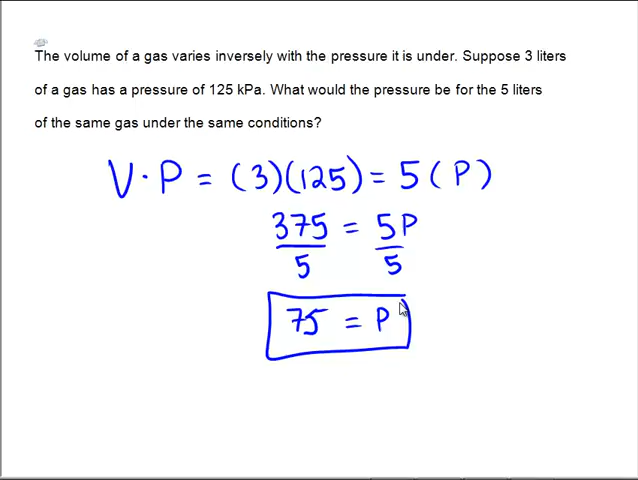 The volume of a gas varies inversely with the pressure it is under. Suppose 3 liters
of a gas has a pressure of 125 kPa. What would the pressure be for the 5 liters
of the same gas under the same conditions?
V · P = (3)(125) = 5 (P)
375 = 5P
5 5
75 = P